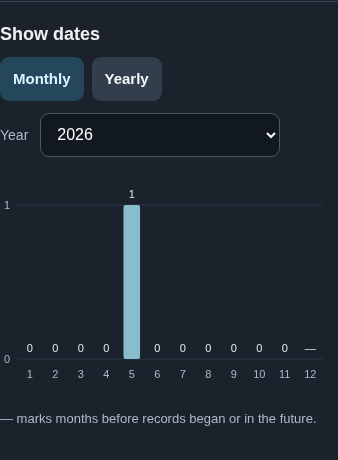 Show dates
Monthly Yearly
Year 2026
1
1
0 0 0 0 0 0 0 0 0 0 —
0
1 2 3 4 5 6 7 8 9 10 11 12
— marks months before records began or in the future.